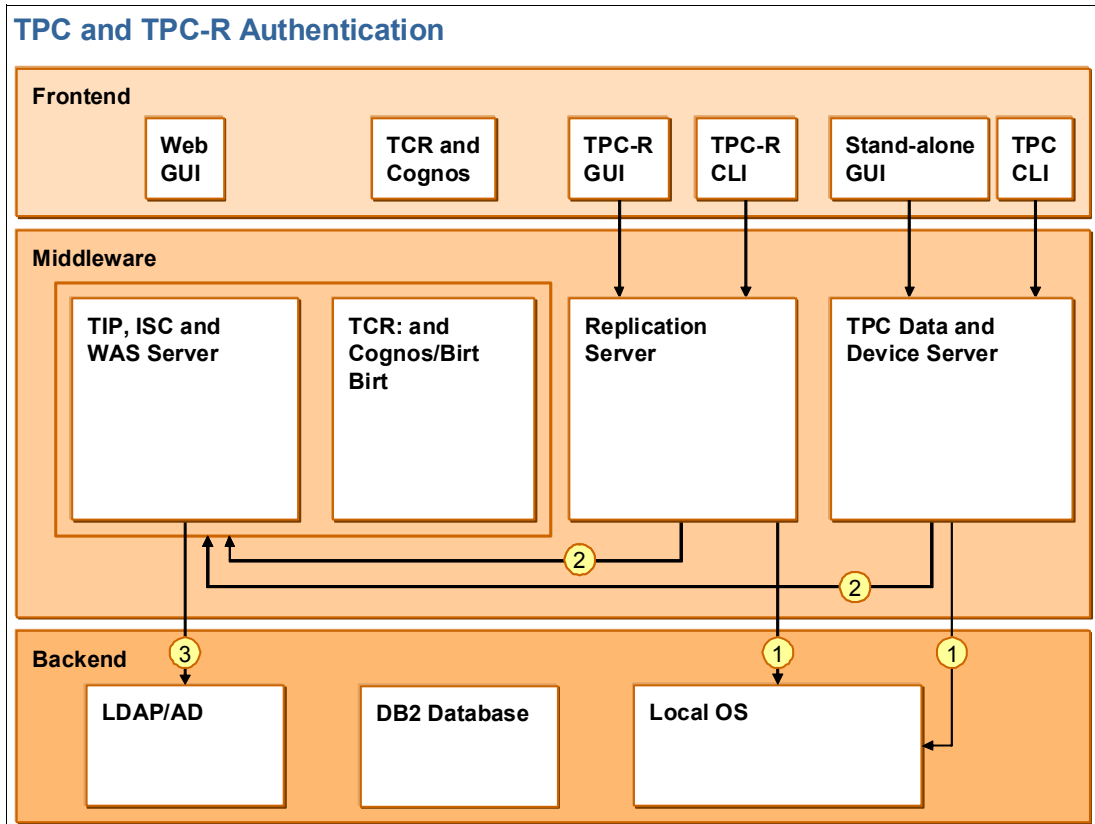 TPC and TPC-R Authentication
Frontend
Web
GUI
TCR and
Cognos
TPC-R
GUI
TPC-R
CLI
Stand-alone
GUI
TPC
CLI
Middleware
TIP, ISC and
WAS Server
TCR: and
Cognos/Birt
Birt
Replication
Server
TPC Data and
Device Server
2
2
Backend
3
1
1
LDAP/AD
DB2 Database
Local OS